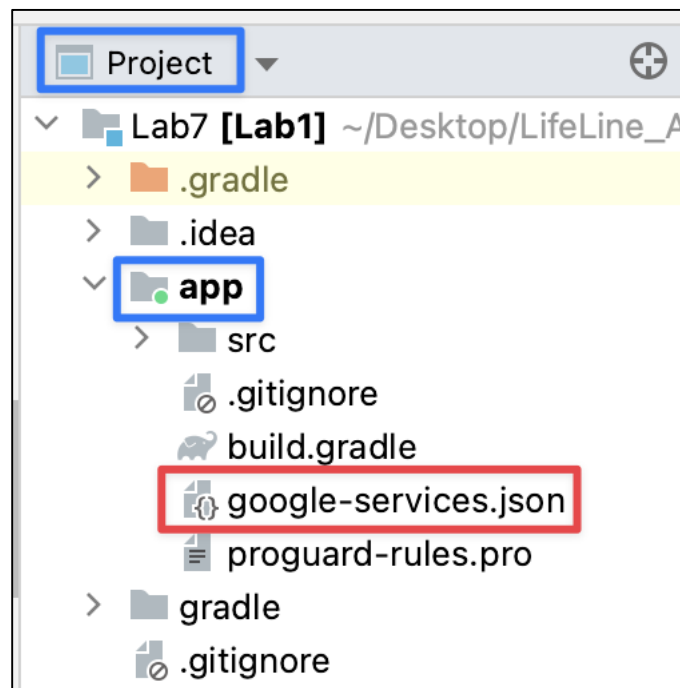 Project
Lab7 [Lab1] ~/Desktop/LifeLine_A
.gradle
.idea
app
src
.gitignore
build.gradle
google-services.json
proguard-rules.pro
gradle
.gitignore